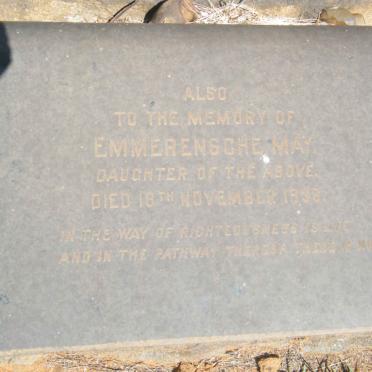 ALSO
TO THE MEMORY OF
EMMERENSCHE MAY
DAUGHTER OF THE ABOVE.
DIED 18TH NOVEMBER
IN THE WAY OF RIGHTEOUSNESS IS LIFE
AND IN THE PATHWAY THEREOF THERE IS NO